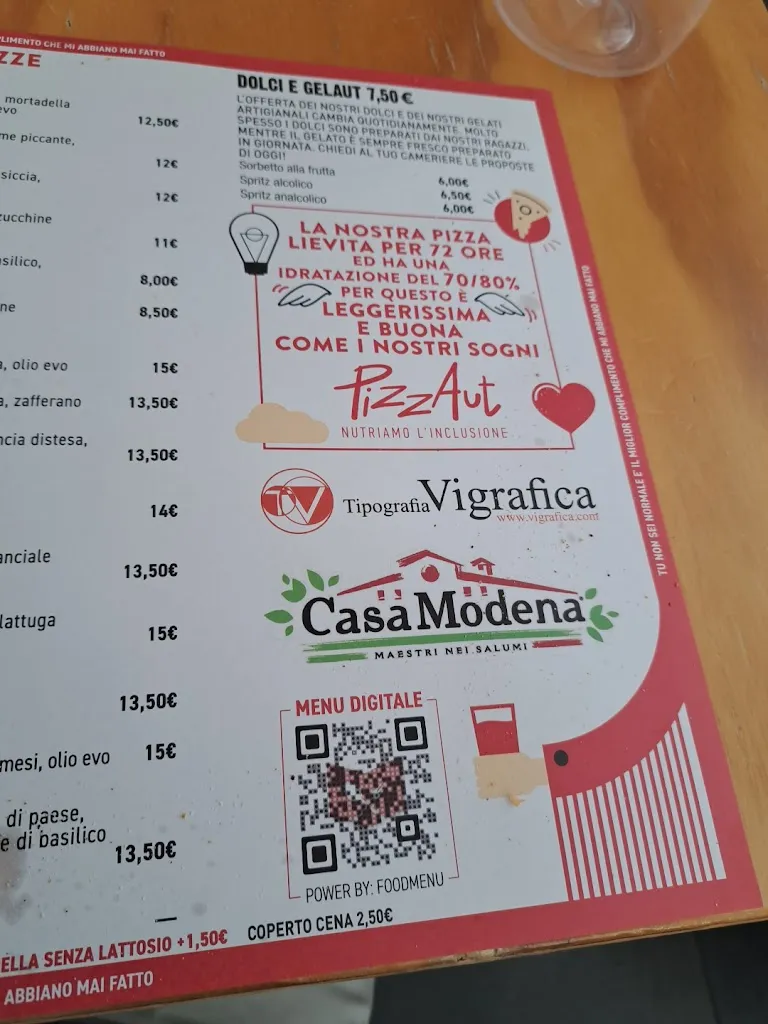 PLIMENTO CHE MI ABBIANO MAI FATTO
ZZE
mortadella
evo
12,50€
me piccante,
12€
siccia,
12€
zucchine
11€
silico,
8,00€
ne
8,50€
a, olio evo
15€
a, zafferano
13,50€
ncia distesa,
13,50€
14€
anciale
13,50€
lattuga
15€
13,50€
mesi, olio evo
15€
di paese,
e di basilico
13,50€
ELLA SENZA LATTOSIO +1,50€
COPERTO CENA 2,50€
ABBIANO MAI FATTO
DOLCI E GELAUT 7,50 €
L'OFFERTA DEI NOSTRI DOLCI E DEI NOSTRI GELATI
ARTIGIANALI CAMBIA QUOTIDIANAMENTE. MOLTO
SPESSO I DOLCI SONO PREPARATI DAI NOSTRI RAGAZZI.
MENTRE IL GELATO È SEMPRE FRESCO PREPARATO
IN GIORNATA. CHIEDI AL TUO CAMERIERE LE PROPOSTE
DI OGGI!
Sorbetto alla frutta 6,00€
Spritz alcolico 6,50€
Spritz analcolico 6,00€
LA NOSTRA PIZZA
LIEVITA PER 72 ORE
ED HA UNA
IDRATAZIONE DEL 70/80%
PER QUESTO È
LEGGERISSIMA
E BUONA
COME I NOSTRI SOGNI
PizzAut
NUTRIAMO L'INCLUSIONE
TV
Tipografia Vigrafica
www.vigrafica.com
CasaModena
MAESTRI NEI SALUMI
MENU DIGITALE
POWER BY: FOODMENU
TU NON SEI NORMALE E' IL MIGLIOR COMPLIMENTO CHE MI ABBIANO MAI FATTO